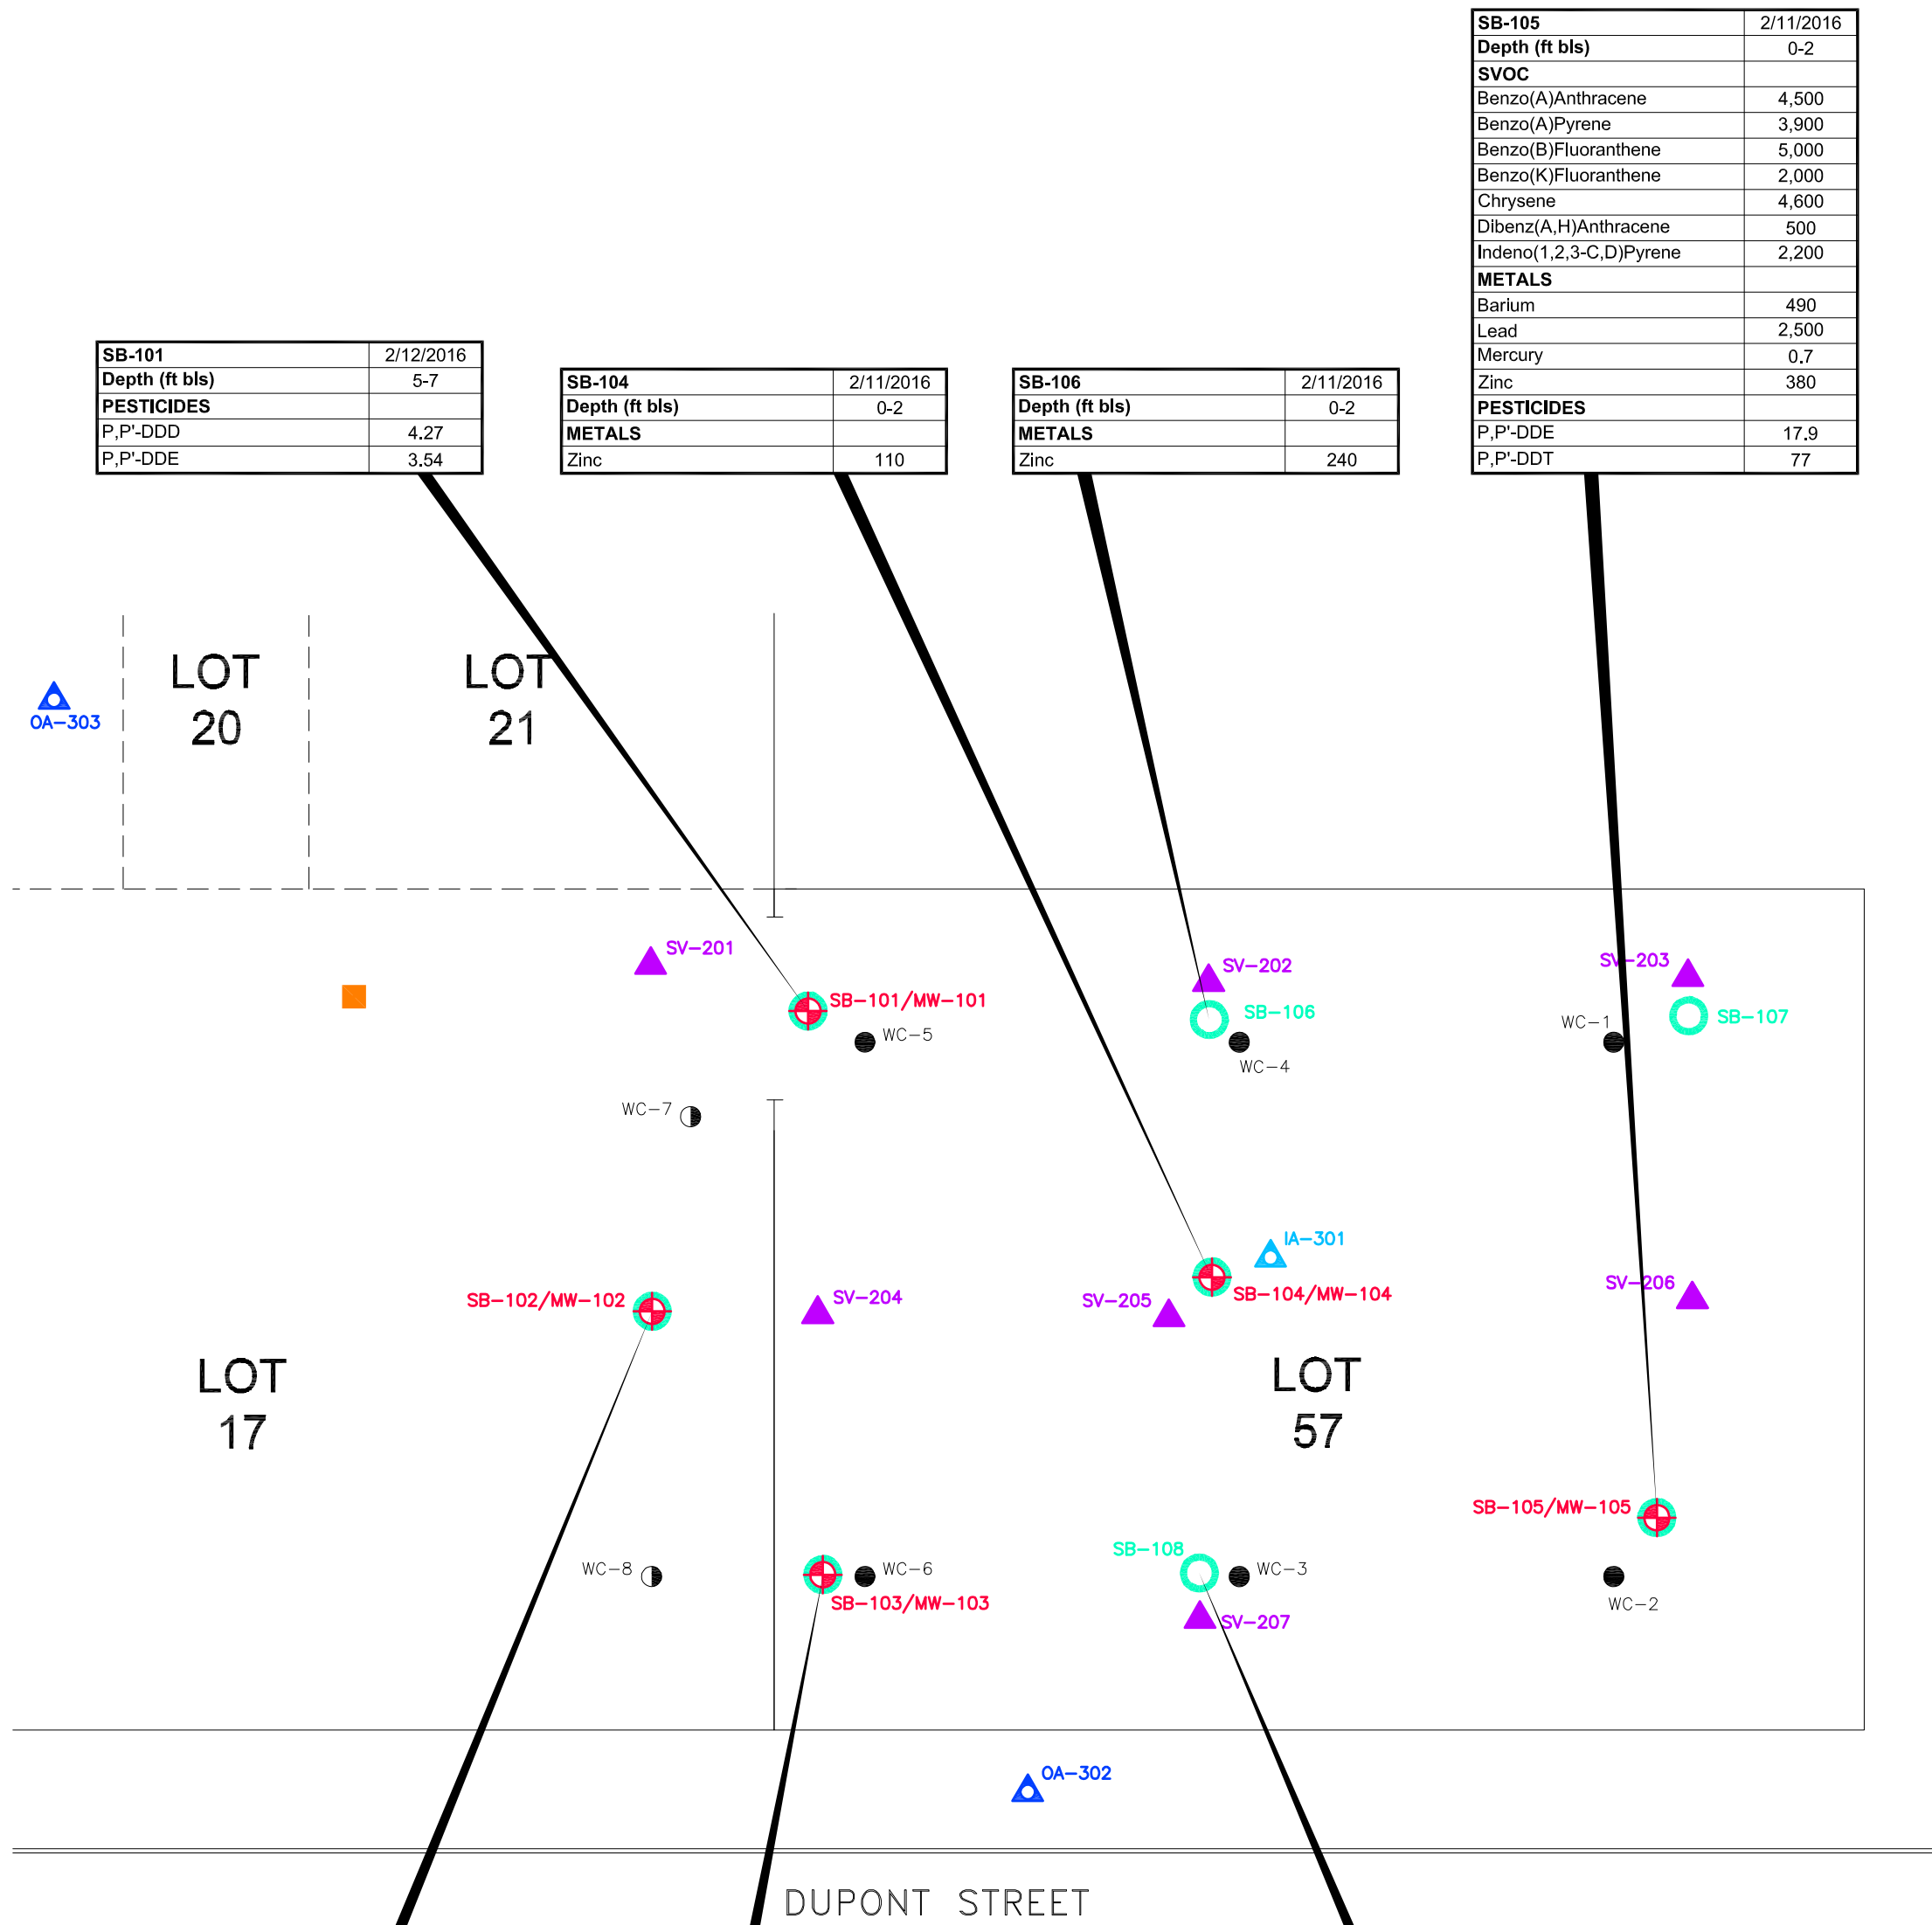 SB-105 2/11/2016
Depth (ft bls) 0-2
SVOC
Benzo(A)Anthracene 4,500
Benzo(A)Pyrene 3,900
Benzo(B)Fluoranthene 5,000
Benzo(K)Fluoranthene 2,000
Chrysene 4,600
Dibenz(A,H)Anthracene 500
Indeno(1,2,3-C,D)Pyrene 2,200
METALS
Barium 490
Lead 2,500
Mercury 0.7
Zinc 380
PESTICIDES
P,P'-DDE 17.9
P,P'-DDT 77
SB-101 2/12/2016
Depth (ft bls) 5-7
PESTICIDES
P,P'-DDD 4.27
P,P'-DDE 3.54
SB-104 2/11/2016
Depth (ft bls) 0-2
METALS
Zinc 110
SB-106 2/11/2016
Depth (ft bls) 0-2
METALS
Zinc 240
OA-303
LOT
20
LOT
21
SV-201
SV-202
SV-203
SB-101/MW-101
SB-106
SB-107
WC-5
WC-4
WC-1
WC-7
IA-301
SB-102/MW-102
SV-204
SV-205
SB-104/MW-104
SV-206
LOT
17
LOT
57
SB-105/MW-105
SB-108
WC-8
WC-6
WC-3
WC-2
SB-103/MW-103
SV-207
OA-302
DUPONT STREET